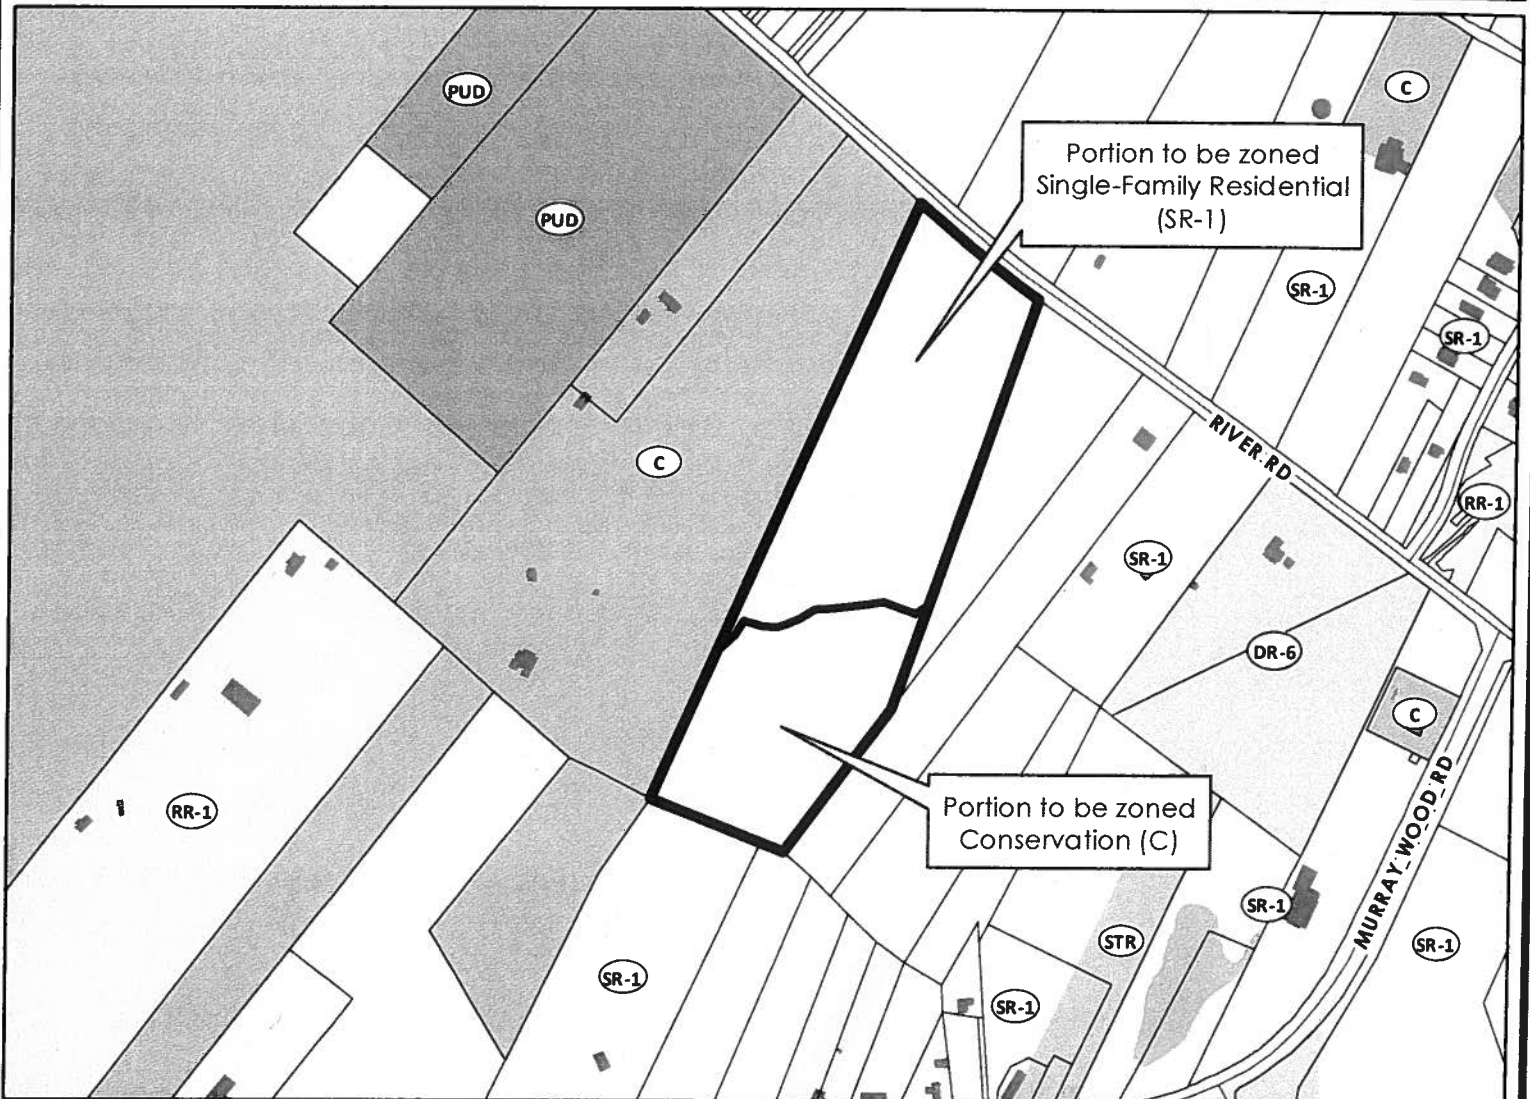 PUD
C
Portion to be zoned
Single-Family Residential
(SR-1)
PUD
SR-1
SR-1
RIVER RD
C
RR-1
SR-1
DR-6
C
Portion to be zoned
Conservation (C)
RR-1
MURRAY WOOD RD
SR-1
STR
SR-1
SR-1
SR-1